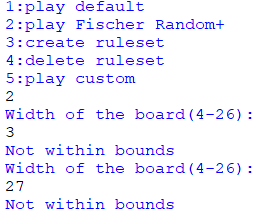 1:play default
2:play Fischer Random+
3:create ruleset
4:delete ruleset
5:play custom
2
Width of the board(4-26):
3
Not within bounds
Width of the board(4-26):
27
Not within bounds